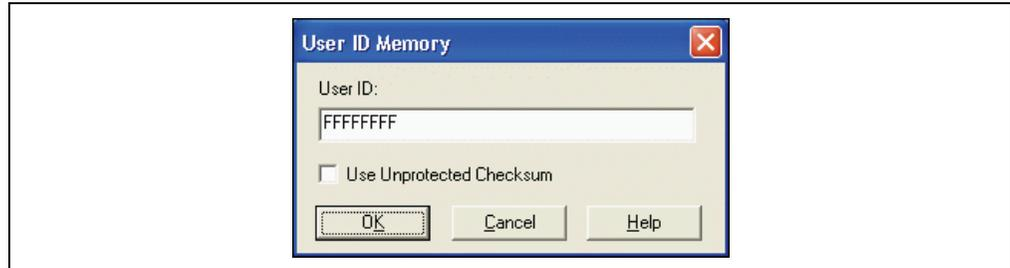 User ID Memory
User ID:
FFFFFFFF
Use Unprotected Checksum
OK Cancel Help